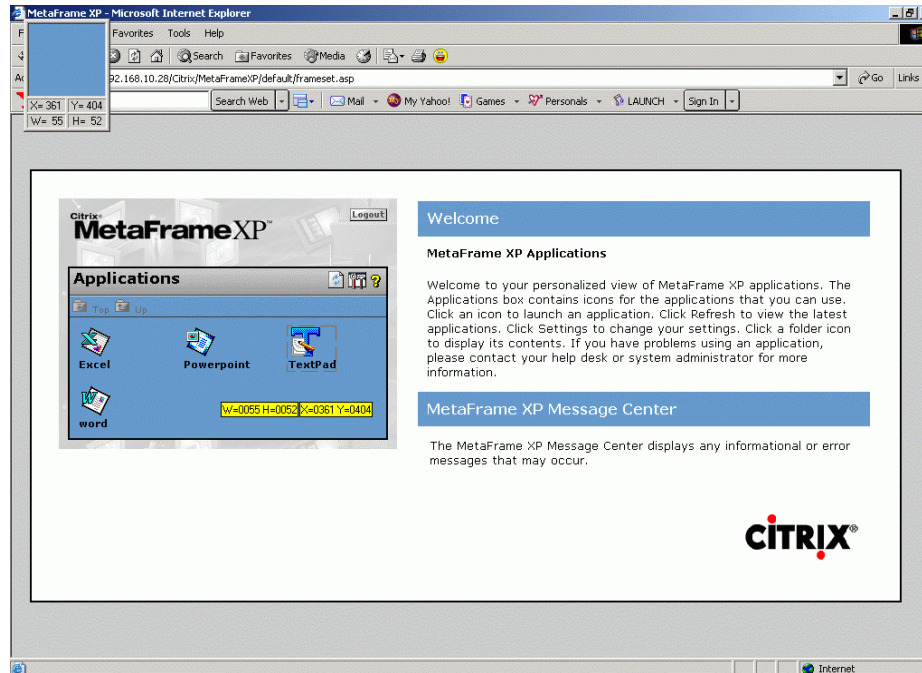 MetaFrame XP - Microsoft Internet Explorer
F Favorites Tools Help
Search Favorites Media
Ad 92.168.10.28/Citrix/MetaFrameXP/default/frameset.asp Go Links
Search Web Mail My Yahoo! Games Personals LAUNCH Sign In
X= 361 Y= 404
W= 55 H= 52
Citrix®
MetaFrameXP™ Logout
Applications
Top Up
Excel Powerpoint TextPad
word
W=0055 H=0052 X=0361 Y=0404
Welcome
MetaFrame XP Applications
Welcome to your personalized view of MetaFrame XP applications. The
Applications box contains icons for the applications that you can use.
Click an icon to launch an application. Click Refresh to view the latest
applications. Click Settings to change your settings. Click a folder icon
to display its contents. If you have problems using an application,
please contact your help desk or system administrator for more
information.
MetaFrame XP Message Center
The MetaFrame XP Message Center displays any informational or error
messages that may occur.
CITRIX®
Internet